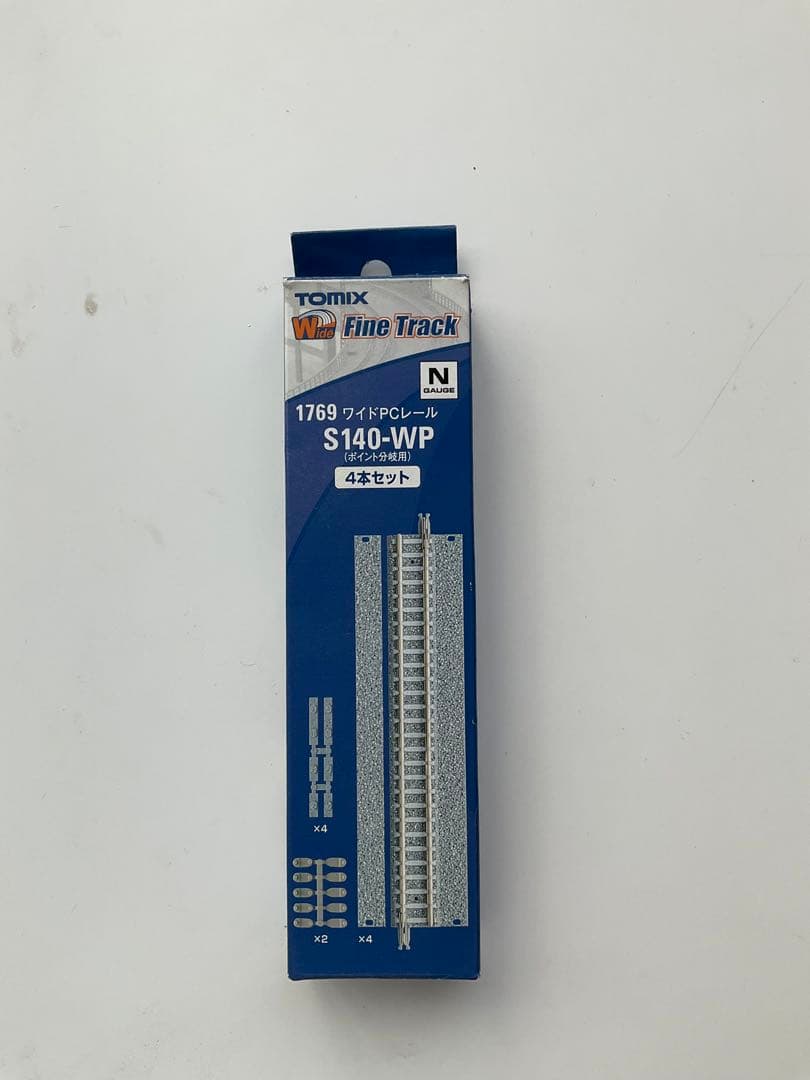 TOMIX
Wide Fine Track
N
GAUGE
1769 ワイドPCレール
S140-WP
(ポイント分岐用)
4本セット
×4
×2
×4